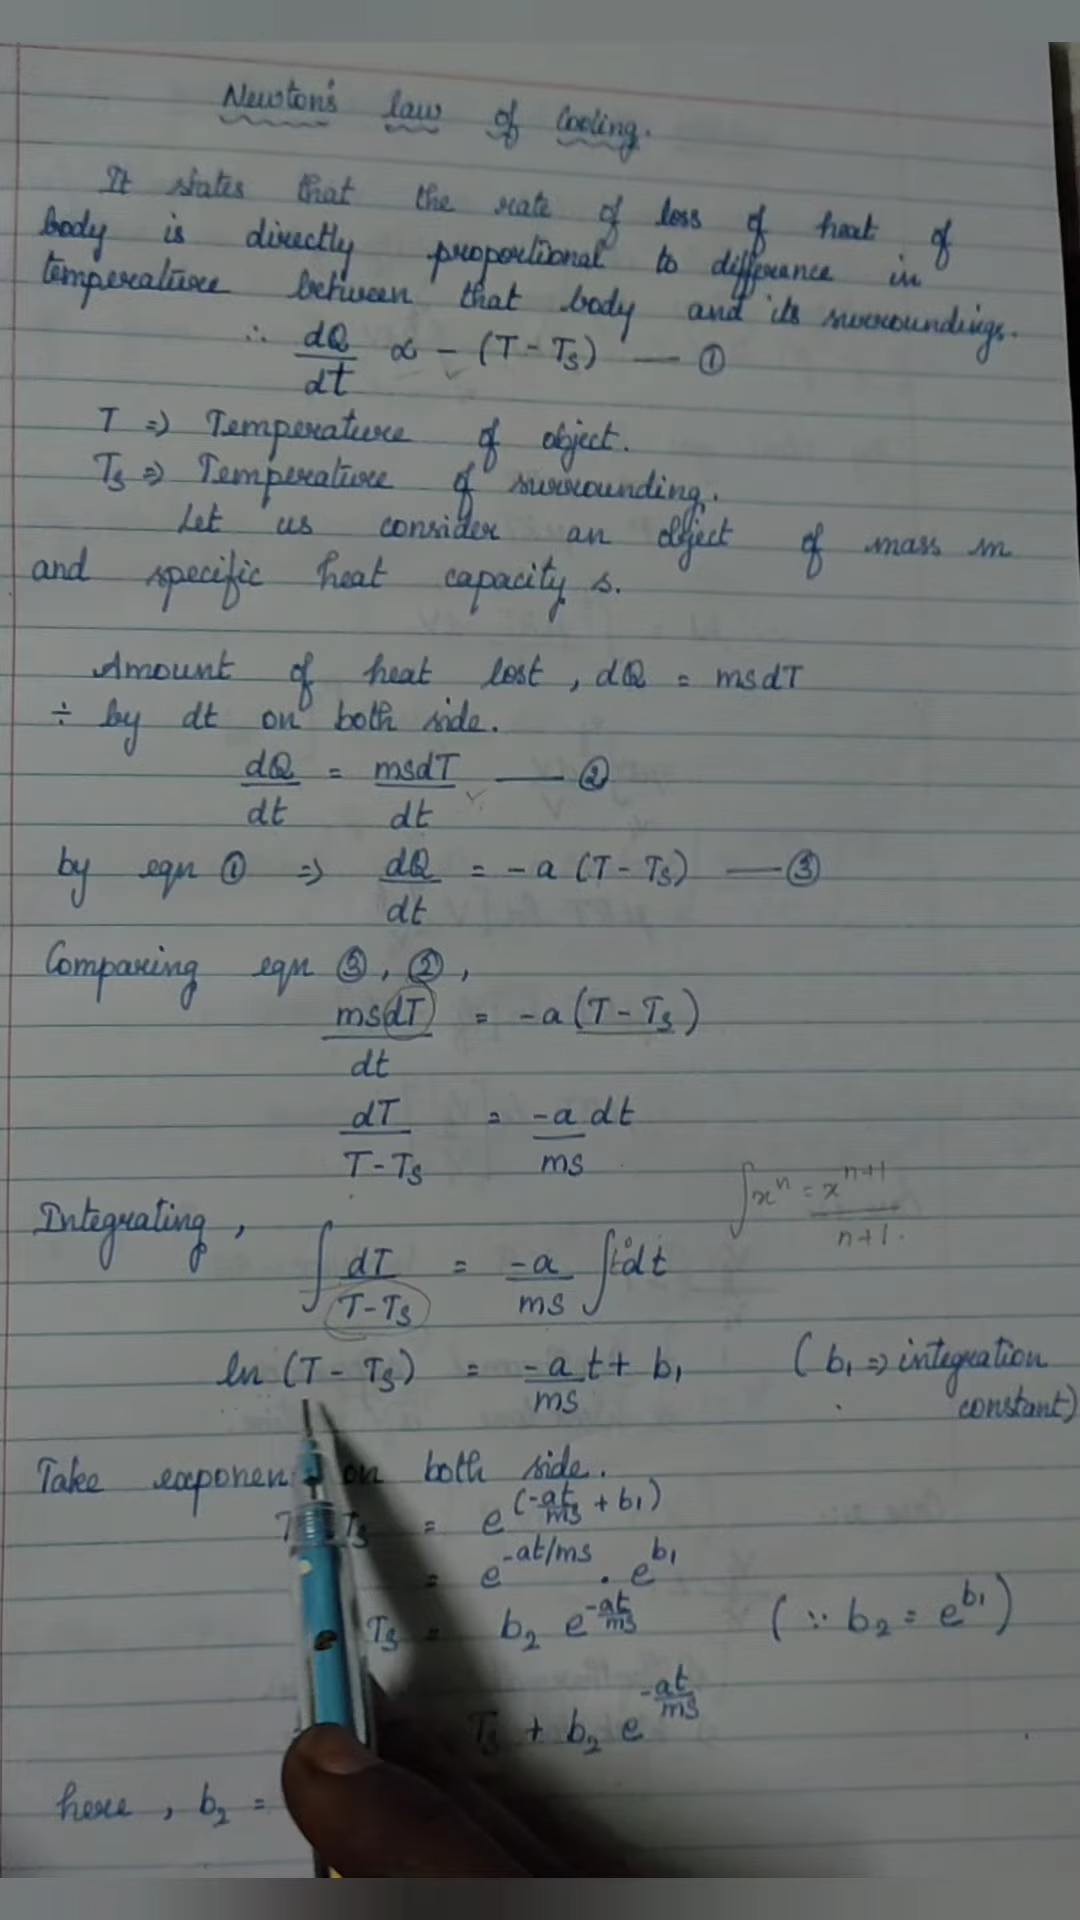 Newton's law of Cooling.
It states that the rate of loss of heat of
body is directly proportional to difference in
temperature between that body and its surroundings.
∴ dQ/dt ∝ - (T - Ts) — ①
T => Temperature of object.
Ts => Temperature of surrounding.
Let us consider an object of mass m
and specific heat capacity s.
Amount of heat lost, dQ = msdT
÷ by dt on both side.
dQ/dt = msdT/dt — ②
by eqn ① => dQ/dt = -a (T - Ts) — ③
Comparing eqn ③, ②,
msdT/dt = -a (T - Ts)
dT/(T - Ts) = -a/ms dt
∫xⁿ = xⁿ⁺¹/n+1.
Integrating,
∫ dT/(T - Ts) = -a/ms ∫t⁰dt
ln (T - Ts) = -a/ms t + b₁ (b₁ => integration
constant)
Take on both side.
Ts = e^(-at/ms + b₁)
= e^-at/ms . e^b₁
Ts = b₂ e^-at/ms (∵ b₂ = e^b₁)
Ts + b₂ e^-at/ms
here, b₂ =